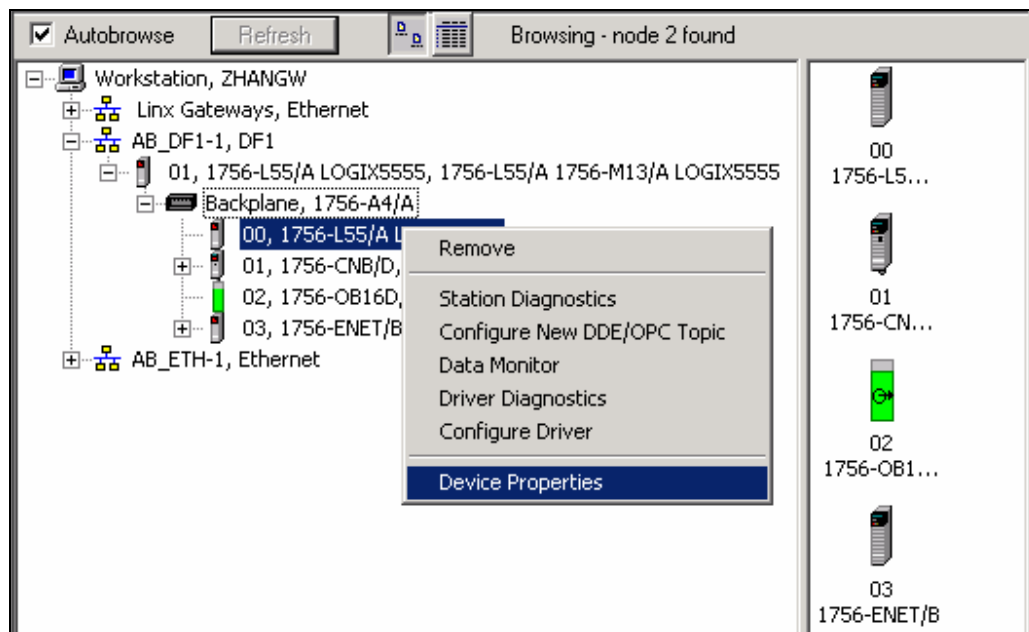 Autobrowse Refresh Browsing - node 2 found
Workstation, ZHANGW
Linx Gateways, Ethernet
AB_DF1-1, DF1
01, 1756-L55/A LOGIX5555, 1756-L55/A 1756-M13/A LOGIX5555
Backplane, 1756-A4/A
00, 1756-L55/A L
01, 1756-CNB/D,
02, 1756-OB16D,
03, 1756-ENET/B
AB_ETH-1, Ethernet
Remove
Station Diagnostics
Configure New DDE/OPC Topic
Data Monitor
Driver Diagnostics
Configure Driver
Device Properties
00
1756-L5...
01
1756-CN...
02
1756-OB1...
03
1756-ENET/B